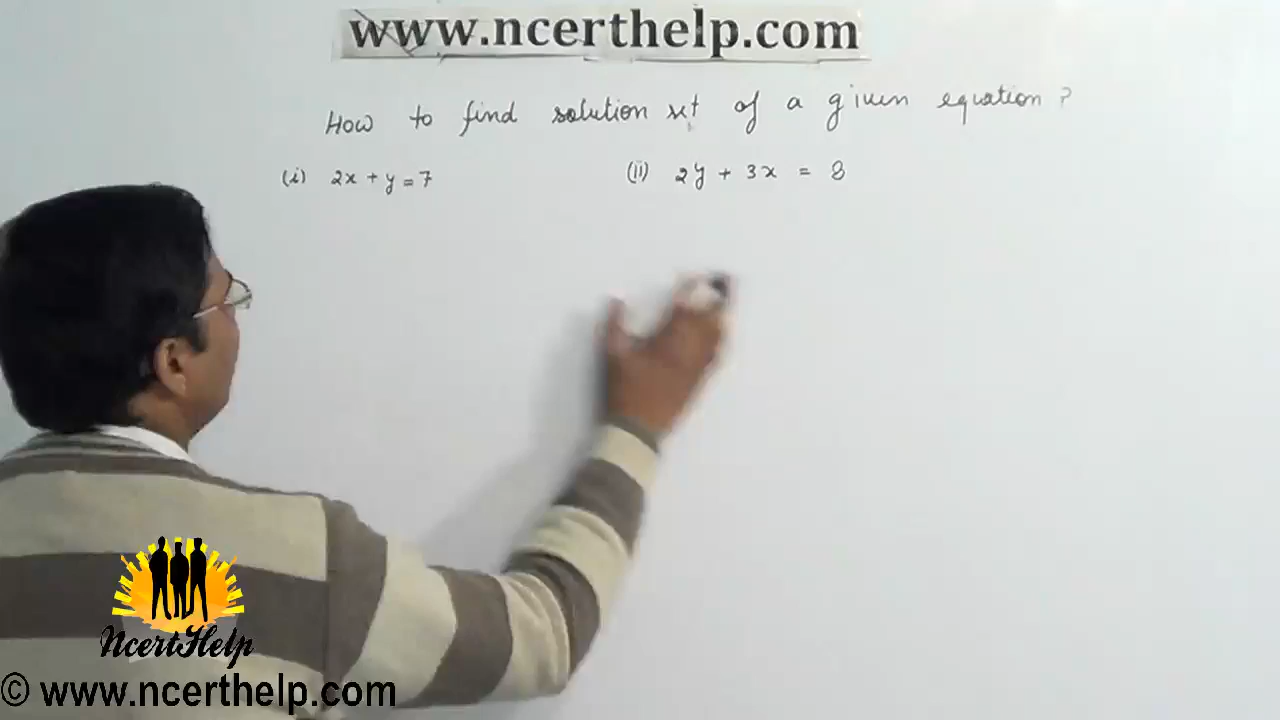 www.ncerthelp.com
How to find solution set of a given equation?
(i) 2x + y = 7 (ii) 2y + 3x = 8
NcertHelp
© www.ncerthelp.com